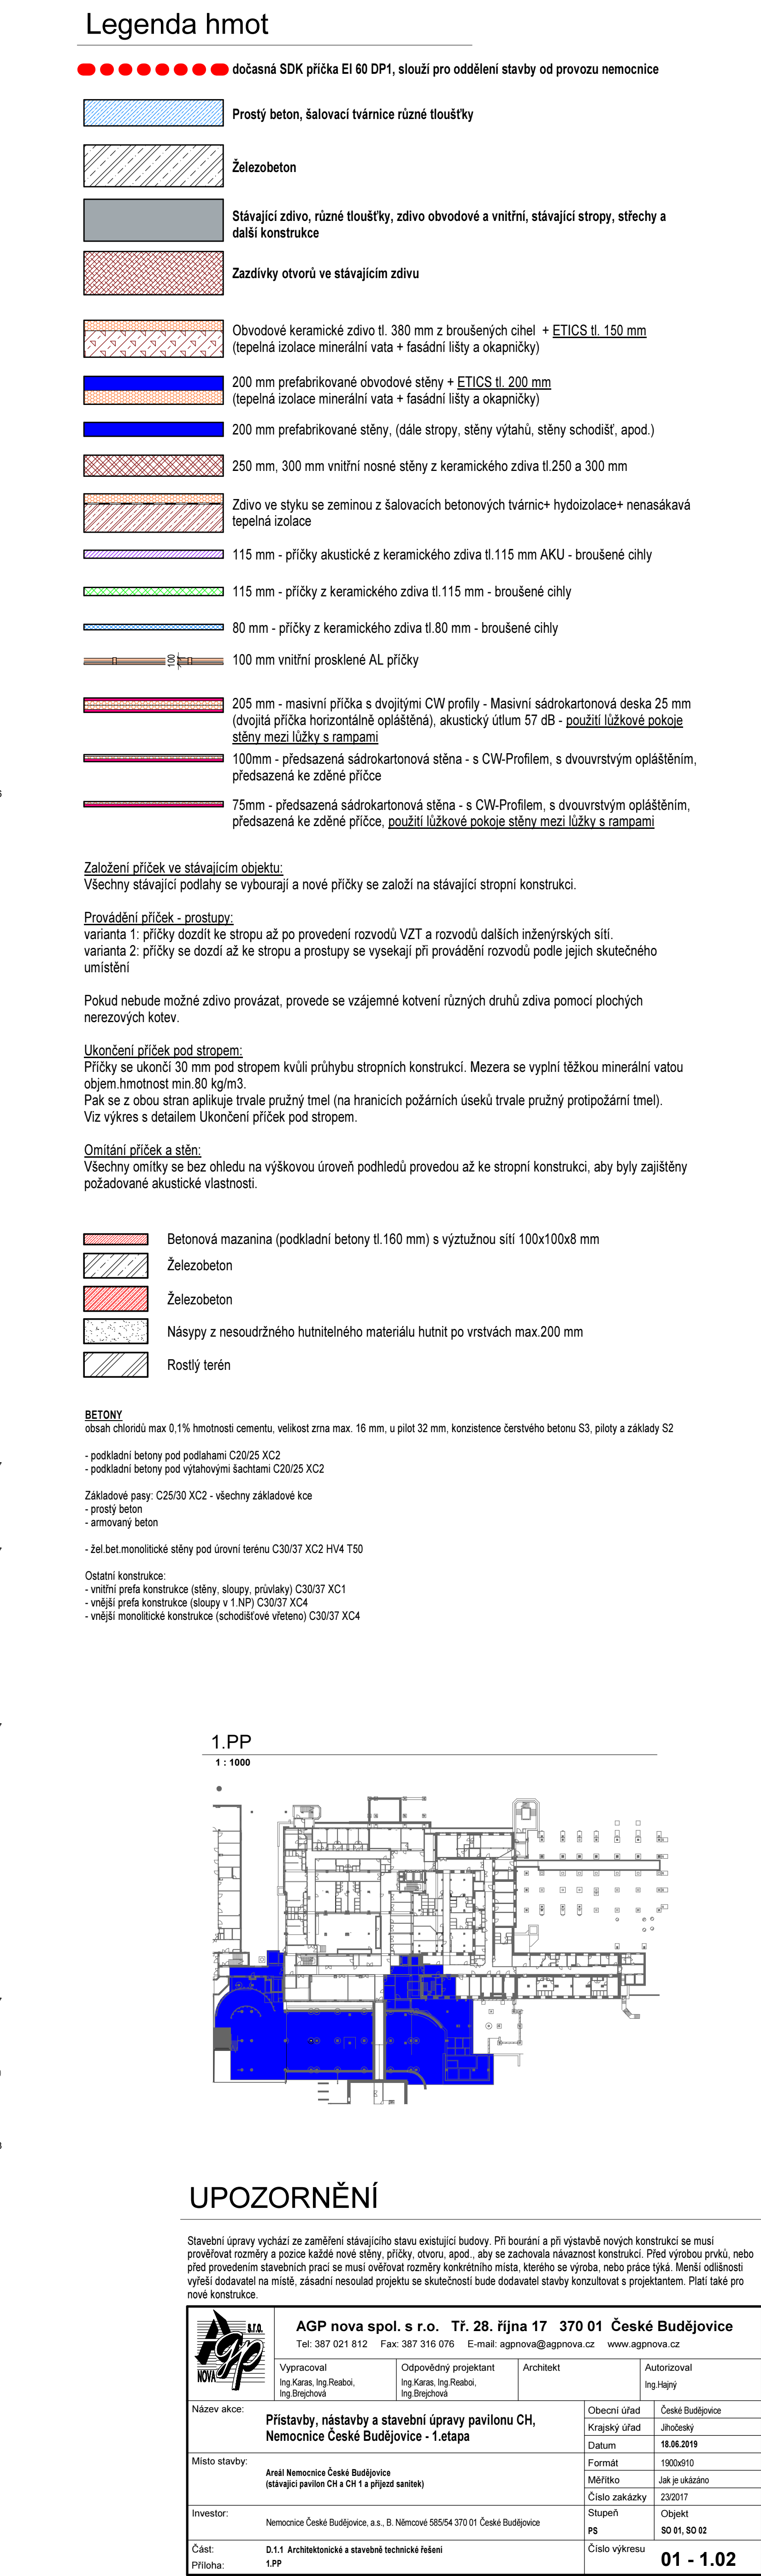 Legenda hmot
dočasná SDK příčka EI 60 DP1, slouží pro oddělení stavby od provozu nemocnice
Prostý beton, šalovací tvárnice různé tloušťky
Železobeton
Stávající zdivo, různé tloušťky, zdivo obvodové a vnitřní, stávající stropy, střechy a
další konstrukce
Zazdívky otvorů ve stávajícím zdivu
Obvodové keramické zdivo tl. 380 mm z broušených cihel + ETICS tl. 150 mm
(tepelná izolace minerální vata + fasádní lišty a okapničky)
200 mm prefabrikované obvodové stěny + ETICS tl. 200 mm
(tepelná izolace minerální vata + fasádní lišty a okapničky)
200 mm prefabrikované stěny, (dále stropy, stěny výtahů, stěny schodišť, apod.)
250 mm, 300 mm vnitřní nosné stěny z keramického zdiva tl.250 a 300 mm
Zdivo ve styku se zeminou z šalovacích betonových tvárnic+ hydoizolace+ nenasákavá
tepelná izolace
115 mm - příčky akustické z keramického zdiva tl.115 mm AKU - broušené cihly
115 mm - příčky z keramického zdiva tl.115 mm - broušené cihly
80 mm - příčky z keramického zdiva tl.80 mm - broušené cihly
100
100 mm vnitřní prosklené AL příčky
205 mm - masivní příčka s dvojitými CW profily - Masivní sádrokartonová deska 25 mm
(dvojitá příčka horizontálně opláštěná), akustický útlum 57 dB - použití lůžkové pokoje
stěny mezi lůžky s rampami
100mm - předsazená sádrokartonová stěna - s CW-Profilem, s dvouvrstvým opláštěním,
předsazená ke zděné příčce
75mm - předsazená sádrokartonová stěna - s CW-Profilem, s dvouvrstvým opláštěním,
předsazená ke zděné příčce, použití lůžkové pokoje stěny mezi lůžky s rampami
Založení příček ve stávajícím objektu:
Všechny stávající podlahy se vybourají a nové příčky se založí na stávající stropní konstrukci.
Provádění příček - prostupy:
varianta 1: příčky dozdít ke stropu až po provedení rozvodů VZT a rozvodů dalších inženýrských sítí.
varianta 2: příčky se dozdí až ke stropu a prostupy se vysekají při provádění rozvodů podle jejich skutečného
umístění
Pokud nebude možné zdivo provázat, provede se vzájemné kotvení různých druhů zdiva pomocí plochých
nerezových kotev.
Ukončení příček pod stropem:
Příčky se ukončí 30 mm pod stropem kvůli průhybu stropních konstrukcí. Mezera se vyplní těžkou minerální vatou
objem.hmotnost min.80 kg/m3.
Pak se z obou stran aplikuje trvale pružný tmel (na hranicích požárních úseků trvale pružný protipožární tmel).
Viz výkres s detailem Ukončení příček pod stropem.
Omítání příček a stěn:
Všechny omítky se bez ohledu na výškovou úroveň podhledů provedou až ke stropní konstrukci, aby byly zajištěny
požadované akustické vlastnosti.
Betonová mazanina (podkladní betony tl.160 mm) s výztužnou sítí 100x100x8 mm
Železobeton
Železobeton
Násypy z nesoudržného hutnitelného materiálu hutnit po vrstvách max.200 mm
Rostlý terén
BETONY
obsah chloridů max 0,1% hmotnosti cementu, velikost zrna max. 16 mm, u pilot 32 mm, konzistence čerstvého betonu S3, piloty a základy S2
- podkladní betony pod podlahami C20/25 XC2
- podkladní betony pod výtahovými šachtami C20/25 XC2
Základové pasy: C25/30 XC2 - všechny základové kce
- prostý beton
- armovaný beton
- žel.bet.monolitické stěny pod úrovní terénu C30/37 XC2 HV4 T50
Ostatní konstrukce:
- vnitřní prefa konstrukce (stěny, sloupy, průvlaky) C30/37 XC1
- vnější prefa konstrukce (sloupy v 1.NP) C30/37 XC4
- vnější monolitické konstrukce (schodišťové vřeteno) C30/37 XC4
1.PP
1 : 1000
UPOZORNĚNÍ
Stavební úpravy vychází ze zaměření stávajícího stavu existující budovy. Při bourání a při výstavbě nových konstrukcí se musí
prověřovat rozměry a pozice každé nové stěny, příčky, otvoru, apod., aby se zachovala návaznost konstrukcí. Před výrobou prvků, nebo
před provedením stavebních prací se musí ověřovat rozměry konkrétního místa, kterého se výroba, nebo práce týká. Menší odlišnosti
vyřeší dodavatel na místě, zásadní nesoulad projektu se skutečností bude dodavatel stavby konzultovat s projektantem. Platí také pro
nové konstrukce.
Agp s.r.o. NOVA
AGP nova spol. s r.o. Tř. 28. října 17 370 01 České Budějovice
Tel: 387 021 812 Fax: 387 316 076 E-mail: agpnova@agpnova.cz www.agpnova.cz
Vypracoval Odpovědný projektant Architekt Autorizoval
Ing.Karas, Ing.Reaboi, Ing.Karas, Ing.Reaboi, Ing.Hajný
Ing.Brejchová Ing.Brejchová
Název akce:
Přístavby, nástavby a stavební úpravy pavilonu CH,
Nemocnice České Budějovice - 1.etapa
Obecní úřad České Budějovice
Krajský úřad Jihočeský
Datum 18.06.2019
Místo stavby:
Areál Nemocnice České Budějovice
(stávající pavilon CH a CH 1 a příjezd sanitek)
Formát 1900x910
Měřítko Jak je ukázáno
Číslo zakázky 23/2017
Investor:
Nemocnice České Budějovice, a.s., B. Němcové 585/54 370 01 České Budějovice
Stupeň Objekt
PS SO 01, SO 02
Část: D.1.1 Architektonické a stavebně technické řešení
Příloha: 1.PP
Číslo výkresu 01 - 1.02